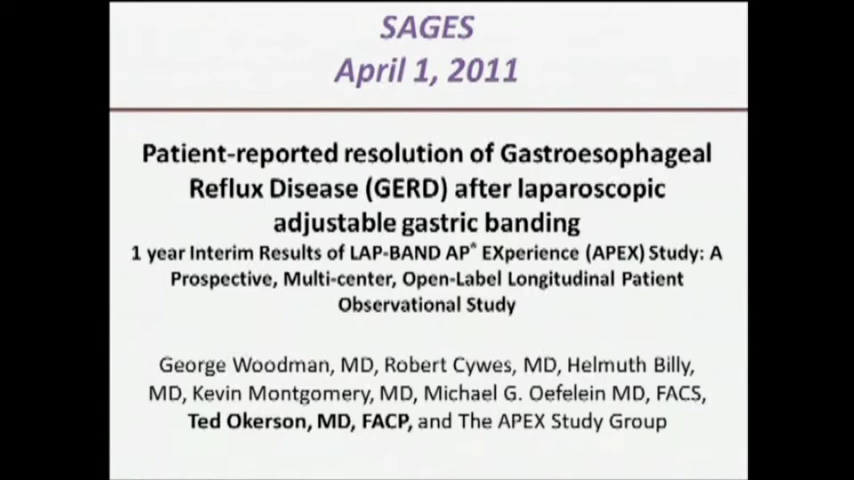 SAGES
April 1, 2011
Patient-reported resolution of Gastroesophageal
Reflux Disease (GERD) after laparoscopic
adjustable gastric banding
1 year Interim Results of LAP-BAND AP® EXperience (APEX) Study: A
Prospective, Multi-center, Open-Label Longitudinal Patient
Observational Study
George Woodman, MD, Robert Cywes, MD, Helmuth Billy,
MD, Kevin Montgomery, MD, Michael G. Oefelein MD, FACS,
Ted Okerson, MD, FACP, and The APEX Study Group